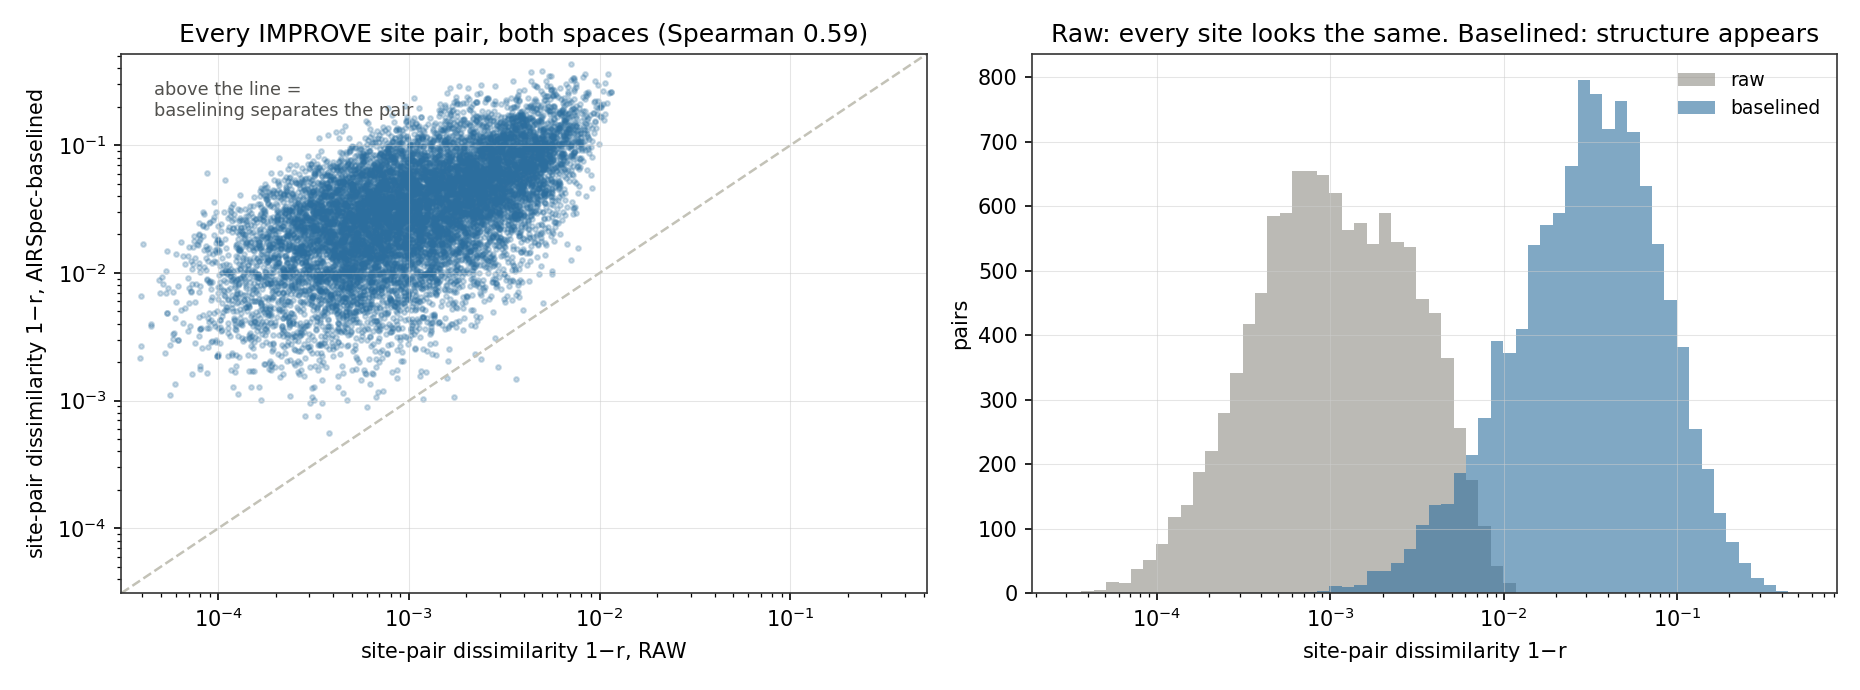 Every IMPROVE site pair, both spaces (Spearman 0.59)
above the line =
baselining separates the pair
site-pair dissimilarity 1−r, AIRSpec-baselined
10⁻¹
10⁻²
10⁻³
10⁻⁴
10⁻⁴ 10⁻³ 10⁻² 10⁻¹
site-pair dissimilarity 1−r, RAW
Raw: every site looks the same. Baselined: structure appears
raw
baselined
pairs
800
700
600
500
400
300
200
100
0
10⁻⁴ 10⁻³ 10⁻² 10⁻¹
site-pair dissimilarity 1−r